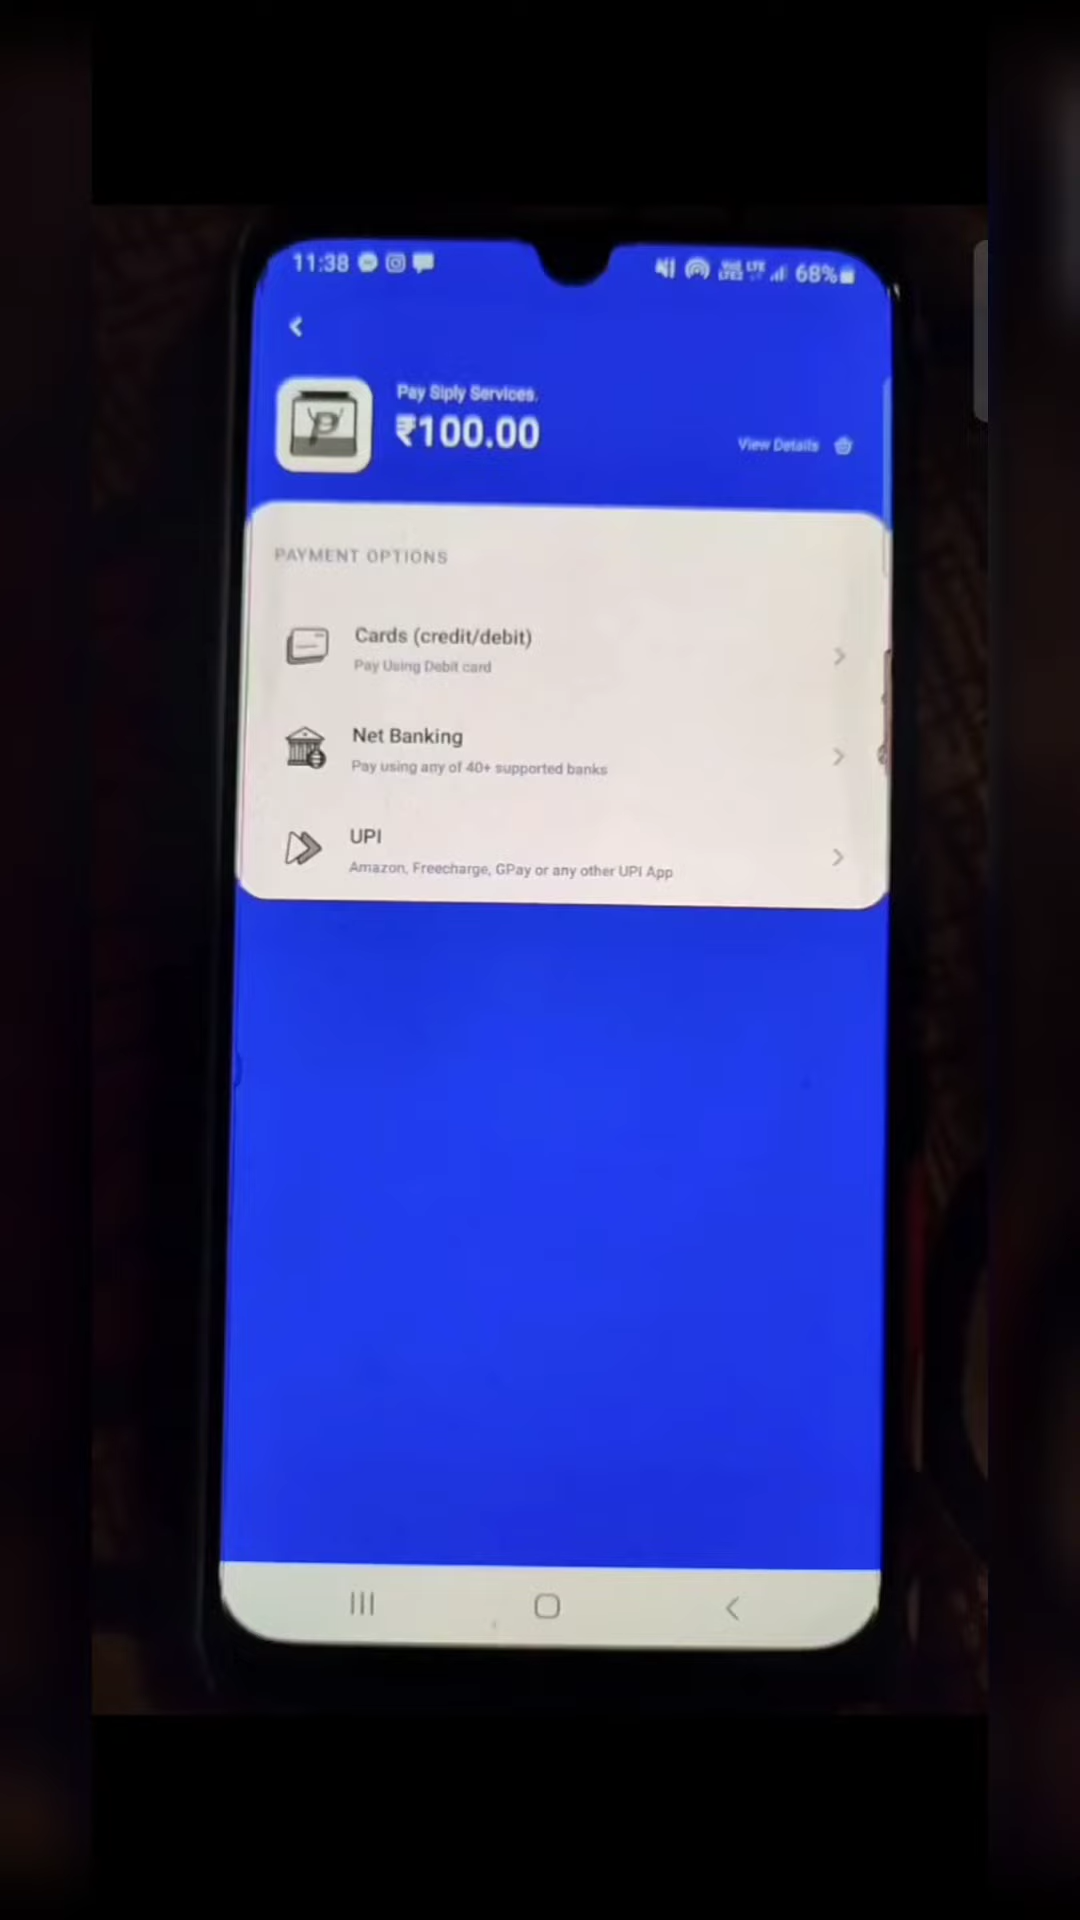 11:38
68%
Pay Siply Services.
₹100.00
View Details
PAYMENT OPTIONS
Cards (credit/debit)
Pay Using Debit card
Net Banking
Pay using any of 40+ supported banks
UPI
Amazon, Freecharge, GPay or any other UPI App